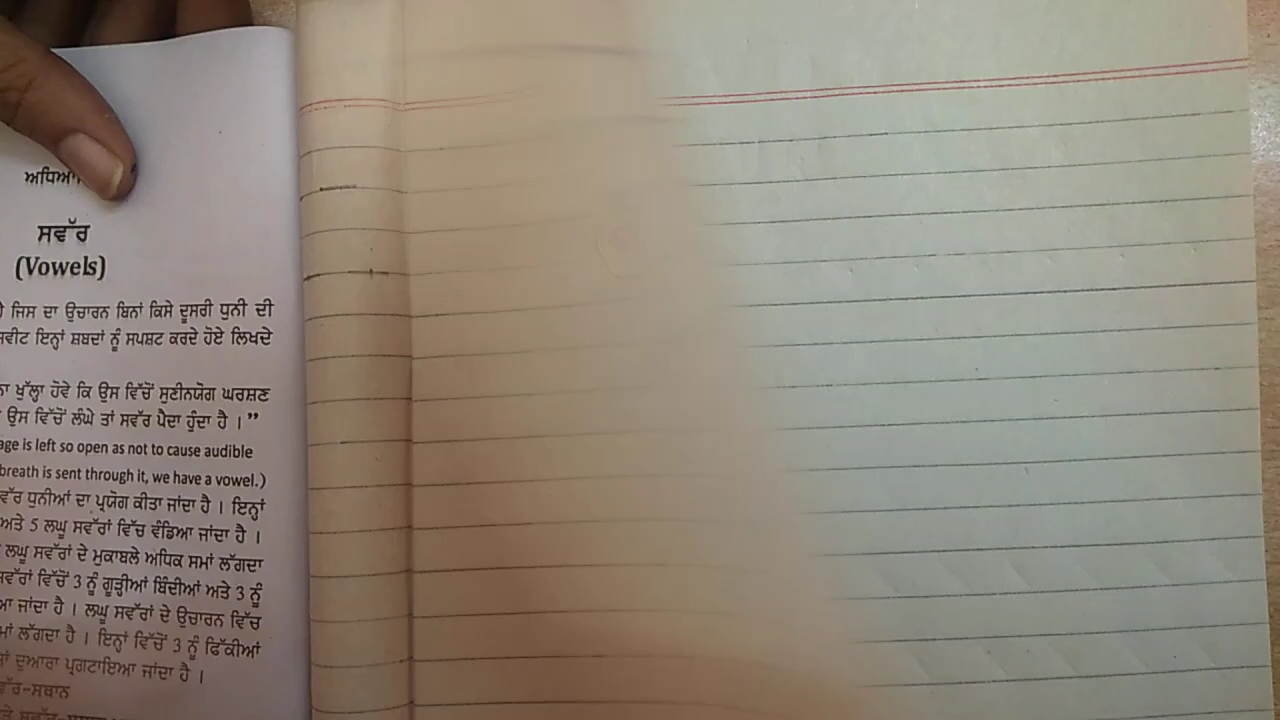 ਸਵੱਰ
(Vowels)
ਜਿਸ ਦਾ ਉਚਾਰਨ ਬਿਨਾਂ ਕਿਸੇ ਦੂਸਰੀ ਧੁਨੀ ਦੀ
ਇਨ੍ਹਾਂ ਸ਼ਬਦਾਂ ਨੂੰ ਸਪਸ਼ਟ ਕਰਦੇ ਹੋਏ ਲਿਖਦੇ
ਖੁੱਲ੍ਹਾ ਹੋਵੇ ਕਿ ਉਸ ਵਿੱਚੋਂ ਸੁਣੀਨਯੋਗ ਘਰਸ਼ਣ
ਉਸ ਵਿੱਚੋਂ ਲੰਘੇ ਤਾਂ ਸਵੱਰ ਪੈਦਾ ਹੁੰਦਾ ਹੈ । ”
is left so open as not to cause audible
breath is sent through it, we have a vowel.)
ਧੁਨੀਆਂ ਦਾ ਪ੍ਰਯੋਗ ਕੀਤਾ ਜਾਂਦਾ ਹੈ । ਇਨ੍ਹਾਂ
ਅਤੇ 5 ਲਘੂ ਸਵੱਰਾਂ ਵਿੱਚ ਵੰਡਿਆ ਜਾਂਦਾ ਹੈ ।
ਲਘੂ ਸਵੱਰਾਂ ਦੇ ਮੁਕਾਬਲੇ ਅਧਿਕ ਸਮਾਂ ਲੱਗਦਾ
ਵਿੱਚੋਂ 3 ਨੂੰ ਗੂੜ੍ਹੀਆਂ ਬਿੰਦੀਆਂ ਅਤੇ 3 ਨੂੰ
ਜਾਂਦਾ ਹੈ । ਲਘੂ ਸਵੱਰਾਂ ਦੇ ਉਚਾਰਨ ਵਿੱਚ
ਲੱਗਦਾ ਹੈ । ਇਨ੍ਹਾਂ ਵਿੱਚੋਂ 3 ਨੂੰ ਫਿੱਕੀਆਂ
ਦੁਆਰਾ ਪ੍ਰਗਟਾਇਆ ਜਾਂਦਾ ਹੈ ।